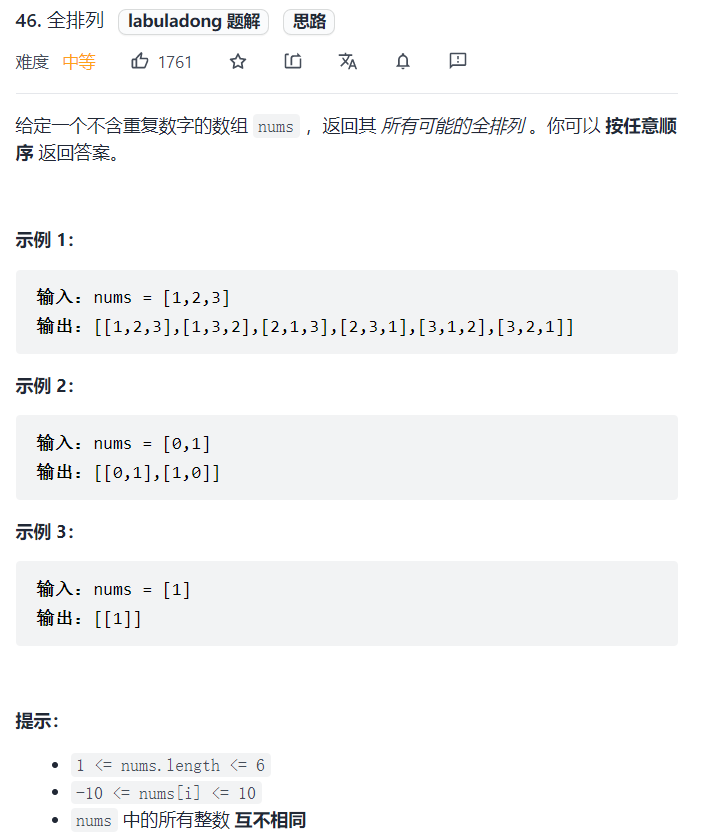 46. 全排列 labuladong 题解 思路
难度 中等 1761
给定一个不含重复数字的数组 nums ，返回其 所有可能的全排列 。你可以 按任意顺
序 返回答案。
示例 1：
输入：nums = [1,2,3]
输出：[[1,2,3],[1,3,2],[2,1,3],[2,3,1],[3,1,2],[3,2,1]]
示例 2：
输入：nums = [0,1]
输出：[[0,1],[1,0]]
示例 3：
输入：nums = [1]
输出：[[1]]
提示：
1 <= nums.length <= 6
-10 <= nums[i] <= 10
nums 中的所有整数 互不相同